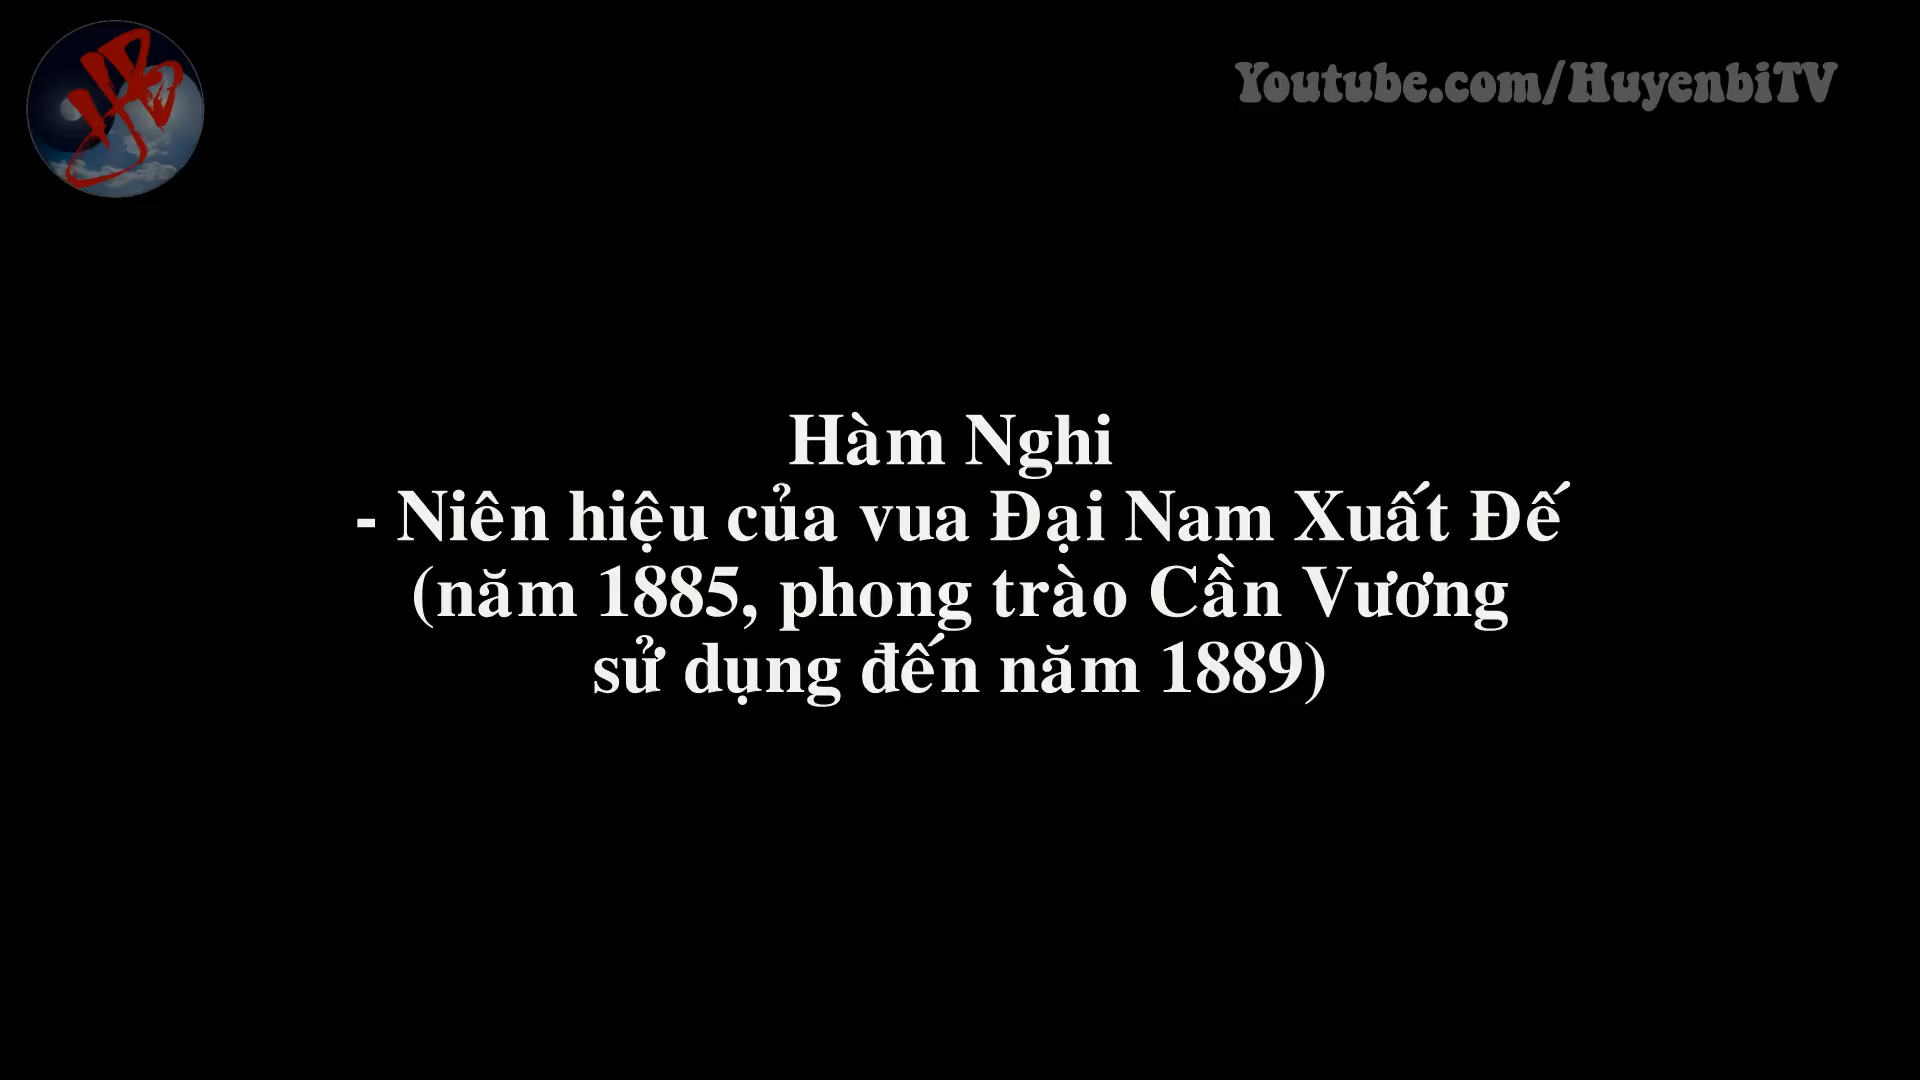 Youtube.com/HuyenbiTV
Hàm Nghi
- Niên hiệu của vua Đại Nam Xuất Đế
(năm 1885, phong trào Cần Vương
sử dụng đến năm 1889)